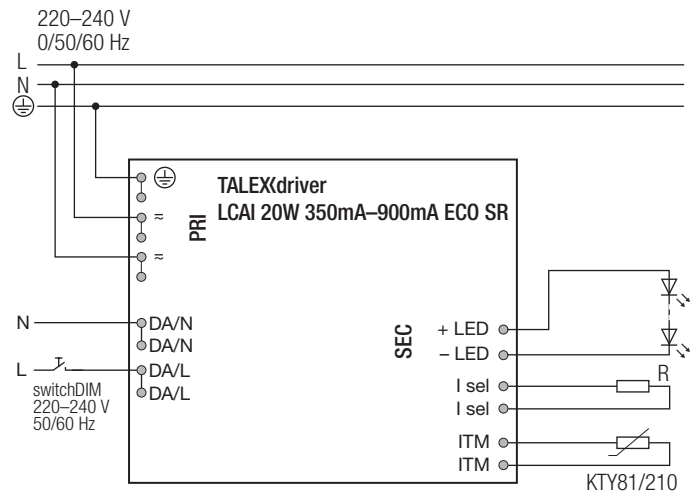 220–240 V
0/50/60 Hz
L
N
TALEXXdriver
LCAI 20W 350mA–900mA ECO SR
≂
PRI
≂
N
DA/N
DA/N
L
DA/L
DA/L
switchDIM
220–240 V
50/60 Hz
SEC
+ LED
– LED
I sel
R
I sel
ITM
ITM
KTY81/210